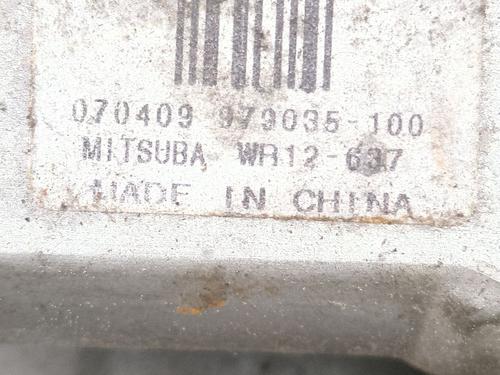 070409 979035-100
MITSUBA WR12-637
MADE IN CHINA